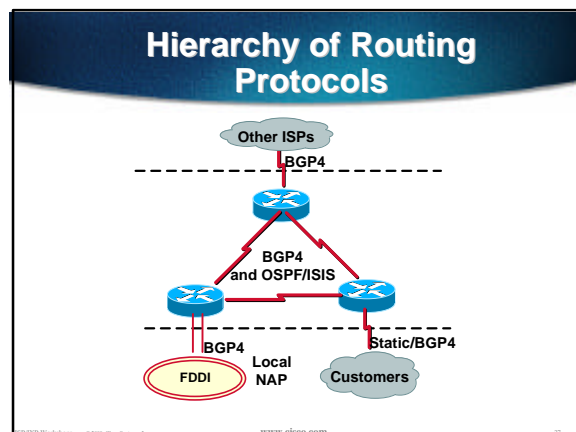 Hierarchy of Routing
Protocols
Other ISPs
BGP4
BGP4
and OSPF/ISIS
BGP4
Static/BGP4
FDDI
Local
NAP
Customers
www.cisco.com